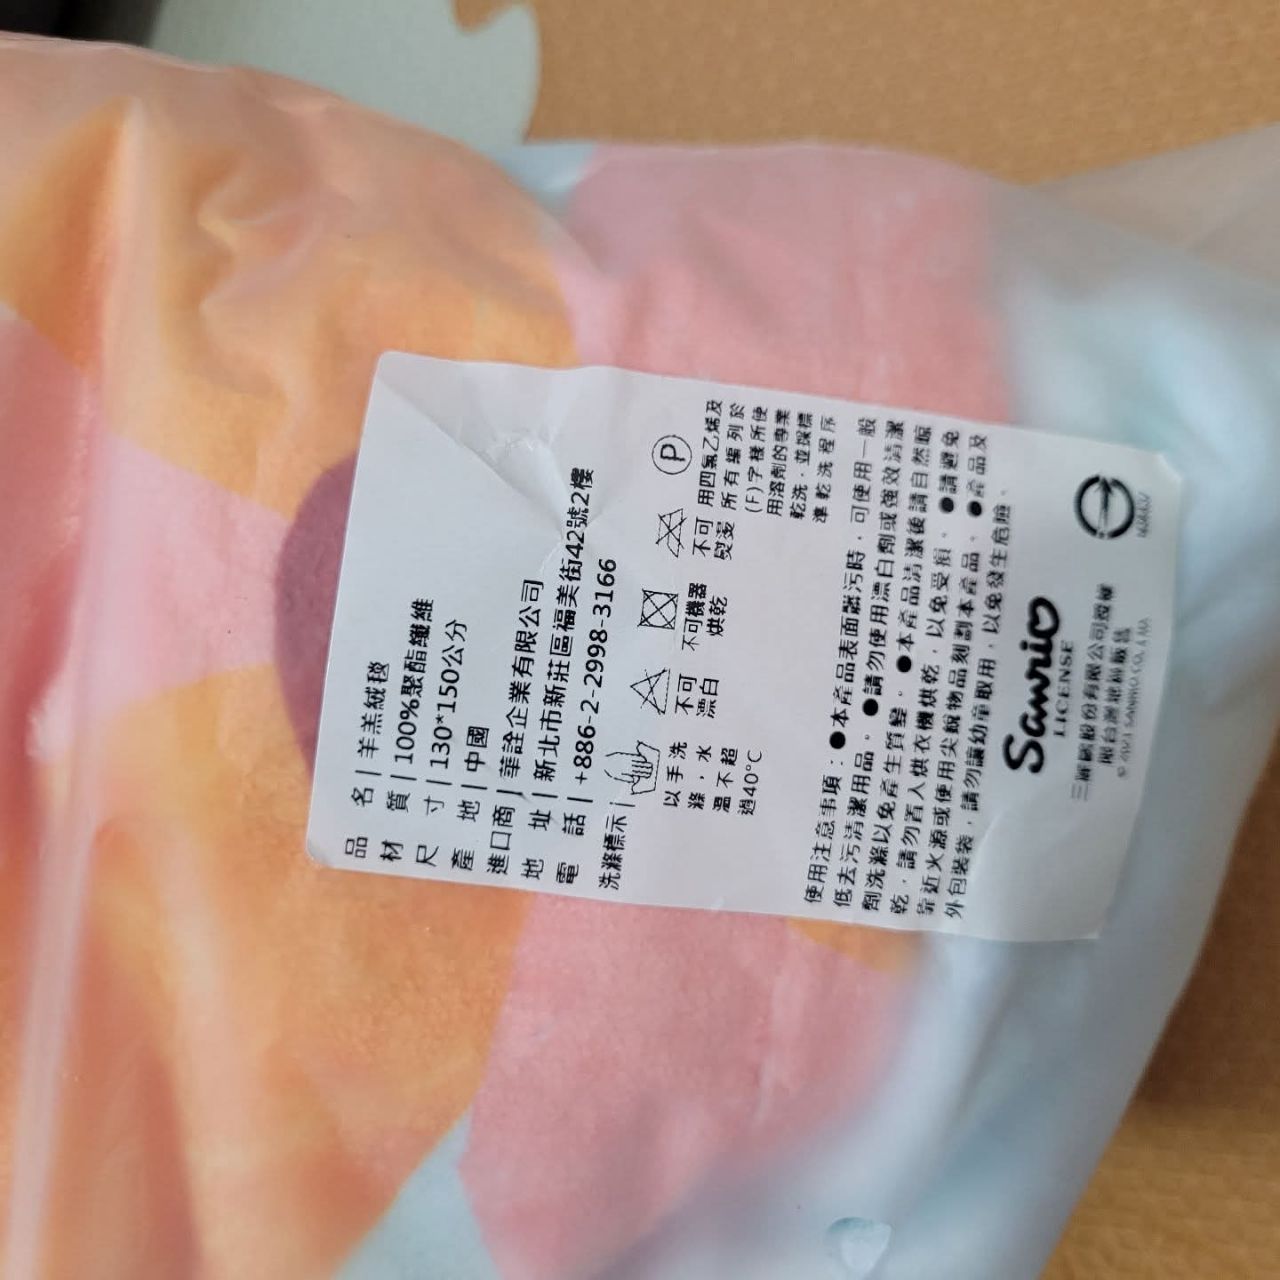 品名 | 羊羔絨毯
材質 | 100%聚酯纖維
尺寸 | 130*150公分
產地 | 中國
進口商 | 華詮企業有限公司
地址 | 新北市新莊區福美街42號2樓
電話 | +886-2-2998-3166
洗滌標示 |
以手洗
滌,水
溫不超
過40°C
不可
漂白
不可機器
烘乾
不可
熨燙
P
用四氯乙烯及
所有編列於
(F)字槽所使
用溶劑的專業
乾洗,並採標
準乾洗程序
使用注意事項:●本產品表面髒污時,可使用一般
低去污清潔用品。●請勿使用漂白劑或強效清潔
劑洗滌以免產生質變。●本產品清潔後請自然晾
乾,請勿置入烘衣機烘乾,以免受損。●請避免
靠近火源或使用尖銳物品刻劃本產品。●產品及
外包裝袋,請勿讓幼童取用,以免發生危險。
Sanrio
LICENSE
三麗鷗股份有限公司授權
限台澎地區販售